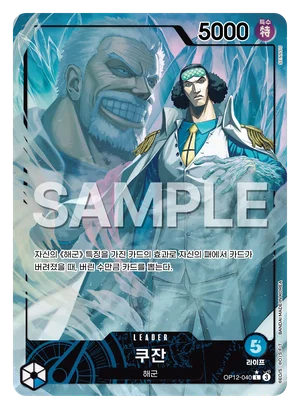 5000
특수
特
SAMPLE
자신의 《해군》 특징을 가진 카드의 효과로 자신의 패에서 카드가
버려졌을 때, 버린 수만큼 카드를 뽑는다.
LEADER
쿠잔
해군
5
라이프
OP12-040 L